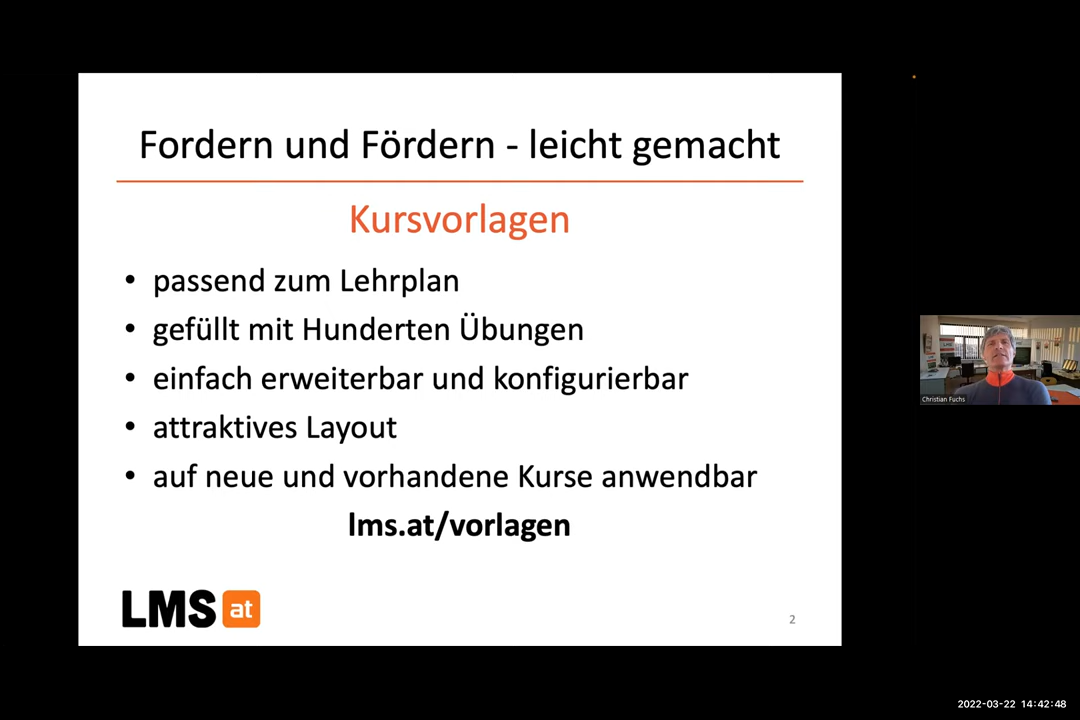 Fordern und Fördern - leicht gemacht
Kursvorlagen
• passend zum Lehrplan
• gefüllt mit Hunderten Übungen
• einfach erweiterbar und konfigurierbar
• attraktives Layout
• auf neue und vorhandene Kurse anwendbar
lms.at/vorlagen
LMS at
2
Christian Fuchs
2022-03-22 14:42:48